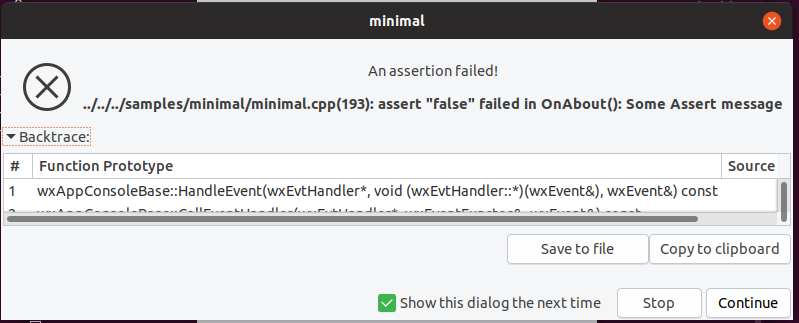 minimal
An assertion failed!
../../../samples/minimal/minimal.cpp(193): assert "false" failed in OnAbout(): Some Assert message
Backtrace:
# Function Prototype Source
1 wxAppConsoleBase::HandleEvent(wxEvtHandler*, void (wxEvtHandler::*)(wxEvent&), wxEvent&) const
Save to file Copy to clipboard
Show this dialog the next time Stop Continue